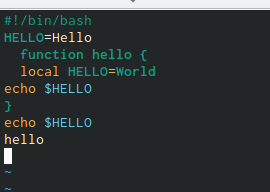 #!/bin/bash
HELLO=Hello
  function hello {
  local HELLO=World
echo $HELLO
}
echo $HELLO
hello
~
~